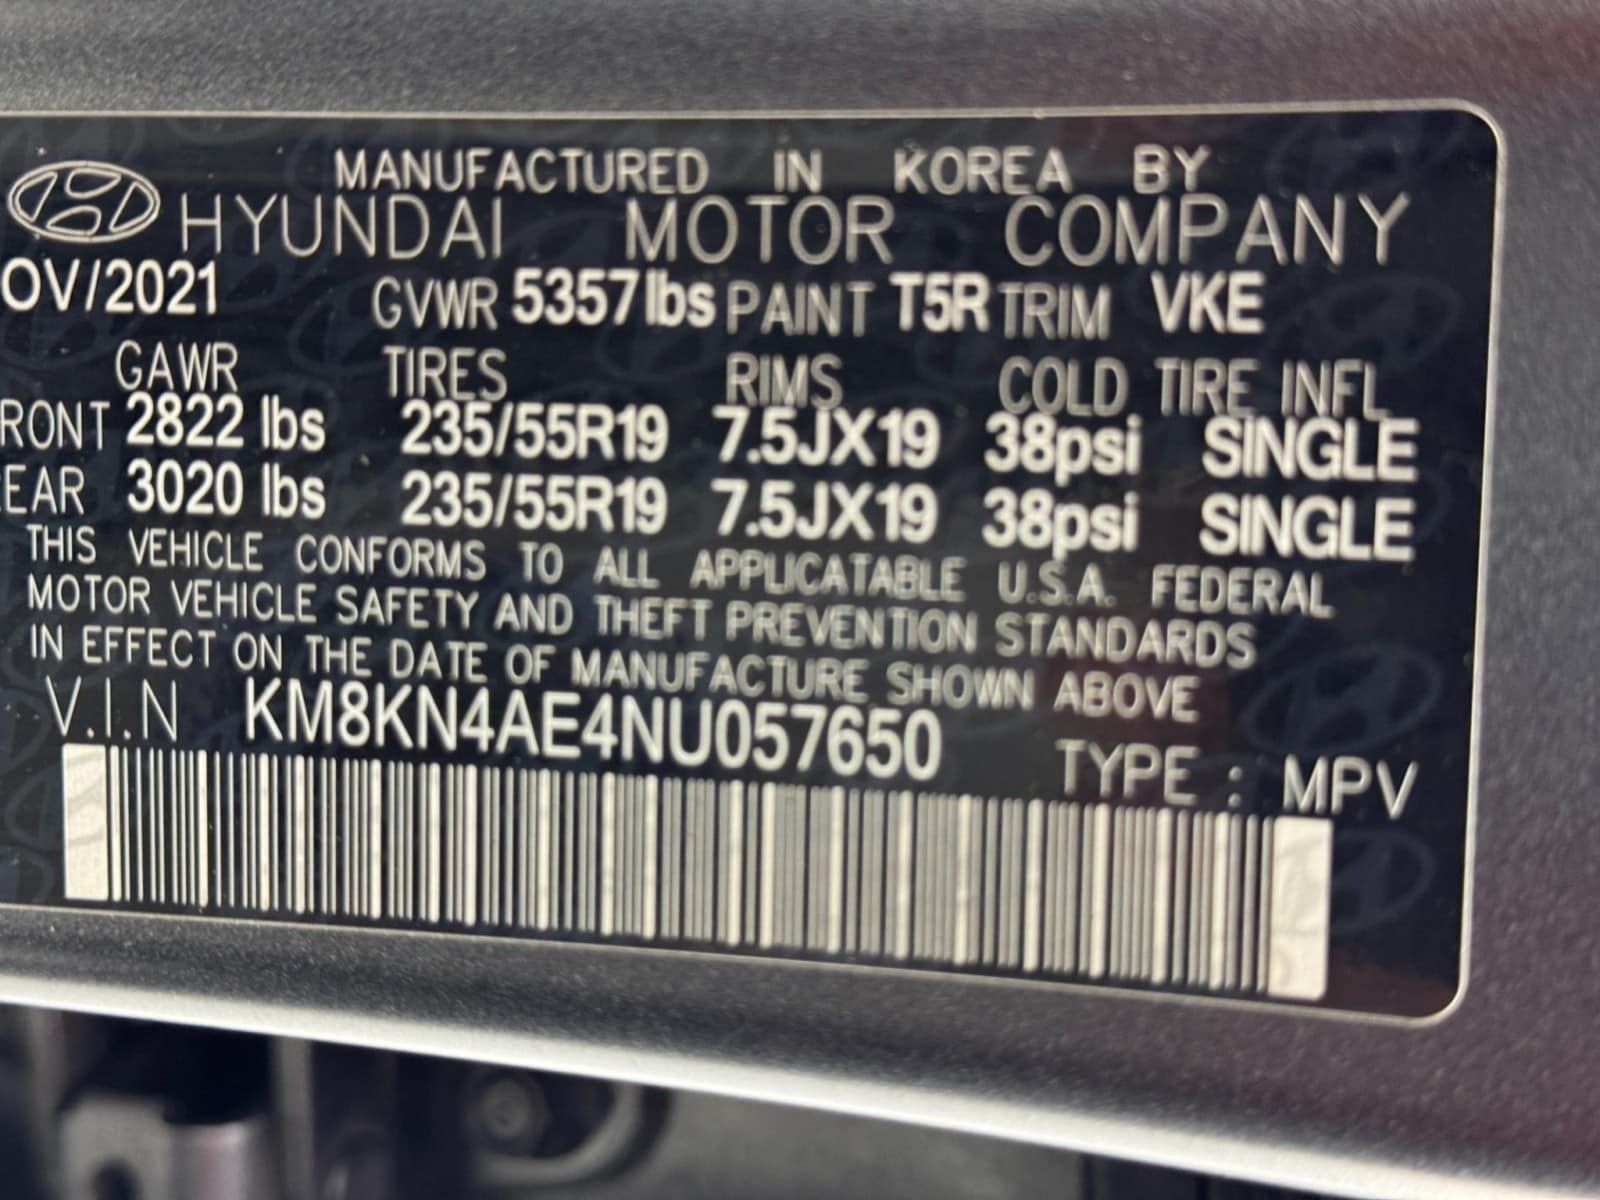 MANUFACTURED IN KOREA BY
HYUNDAI MOTOR COMPANY
OV/2021 GVWR 5357lbs PAINT T5R TRIM VKE
GAWR TIRES RIMS COLD TIRE INFL
RONT 2822 lbs 235/55R19 7.5JX19 38psi SINGLE
EAR 3020 lbs 235/55R19 7.5JX19 38psi SINGLE
THIS VEHICLE CONFORMS TO ALL APPLICATABLE U.S.A. FEDERAL
MOTOR VEHICLE SAFETY AND THEFT PREVENTION STANDARDS
IN EFFECT ON THE DATE OF MANUFACTURE SHOWN ABOVE
V.I.N KM8KN4AE4NU057650 TYPE : MPV